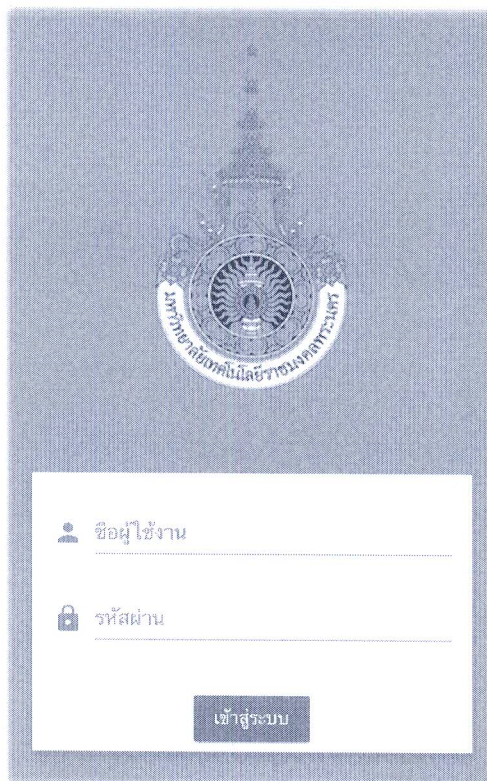 มหาวิทยาลัยเทคโนโลยีราชมงคลพระนคร
ชื่อผู้ใช้งาน
รหัสผ่าน
เข้าสู่ระบบ